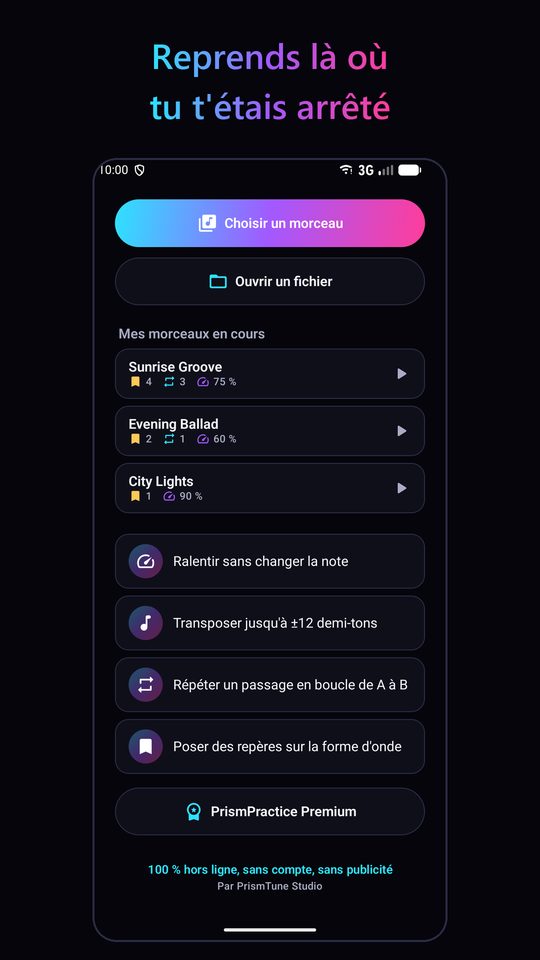 Reprends là où
tu t'étais arrêté
10:00
3G
Choisir un morceau
Ouvrir un fichier
Mes morceaux en cours
Sunrise Groove
4 3 75 %
Evening Ballad
2 1 60 %
City Lights
1 90 %
Ralentir sans changer la note
Transposer jusqu'à ±12 demi-tons
Répéter un passage en boucle de A à B
Poser des repères sur la forme d'onde
PrismPractice Premium
100 % hors ligne, sans compte, sans publicité
Par PrismTune Studio